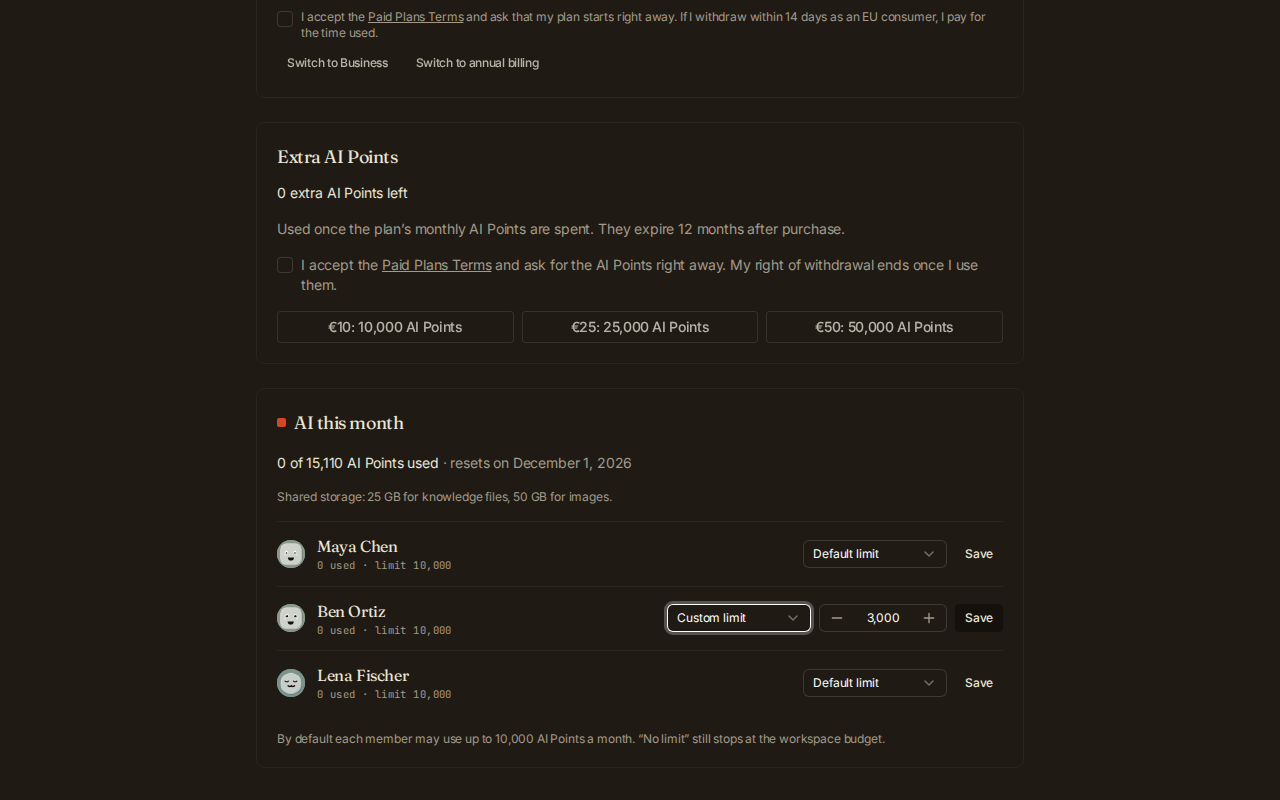 I accept the Paid Plans Terms and ask that my plan starts right away. If I withdraw within 14 days as an EU consumer, I pay for
the time used.
Switch to Business Switch to annual billing
Extra AI Points
0 extra AI Points left
Used once the plan’s monthly AI Points are spent. They expire 12 months after purchase.
I accept the Paid Plans Terms and ask for the AI Points right away. My right of withdrawal ends once I use
them.
€10: 10,000 AI Points €25: 25,000 AI Points €50: 50,000 AI Points
AI this month
0 of 15,110 AI Points used · resets on December 1, 2026
Shared storage: 25 GB for knowledge files, 50 GB for images.
Maya Chen
0 used · limit 10,000
Default limit Save
Ben Ortiz
0 used · limit 10,000
Custom limit 3,000 Save
Lena Fischer
0 used · limit 10,000
Default limit Save
By default each member may use up to 10,000 AI Points a month. “No limit” still stops at the workspace budget.